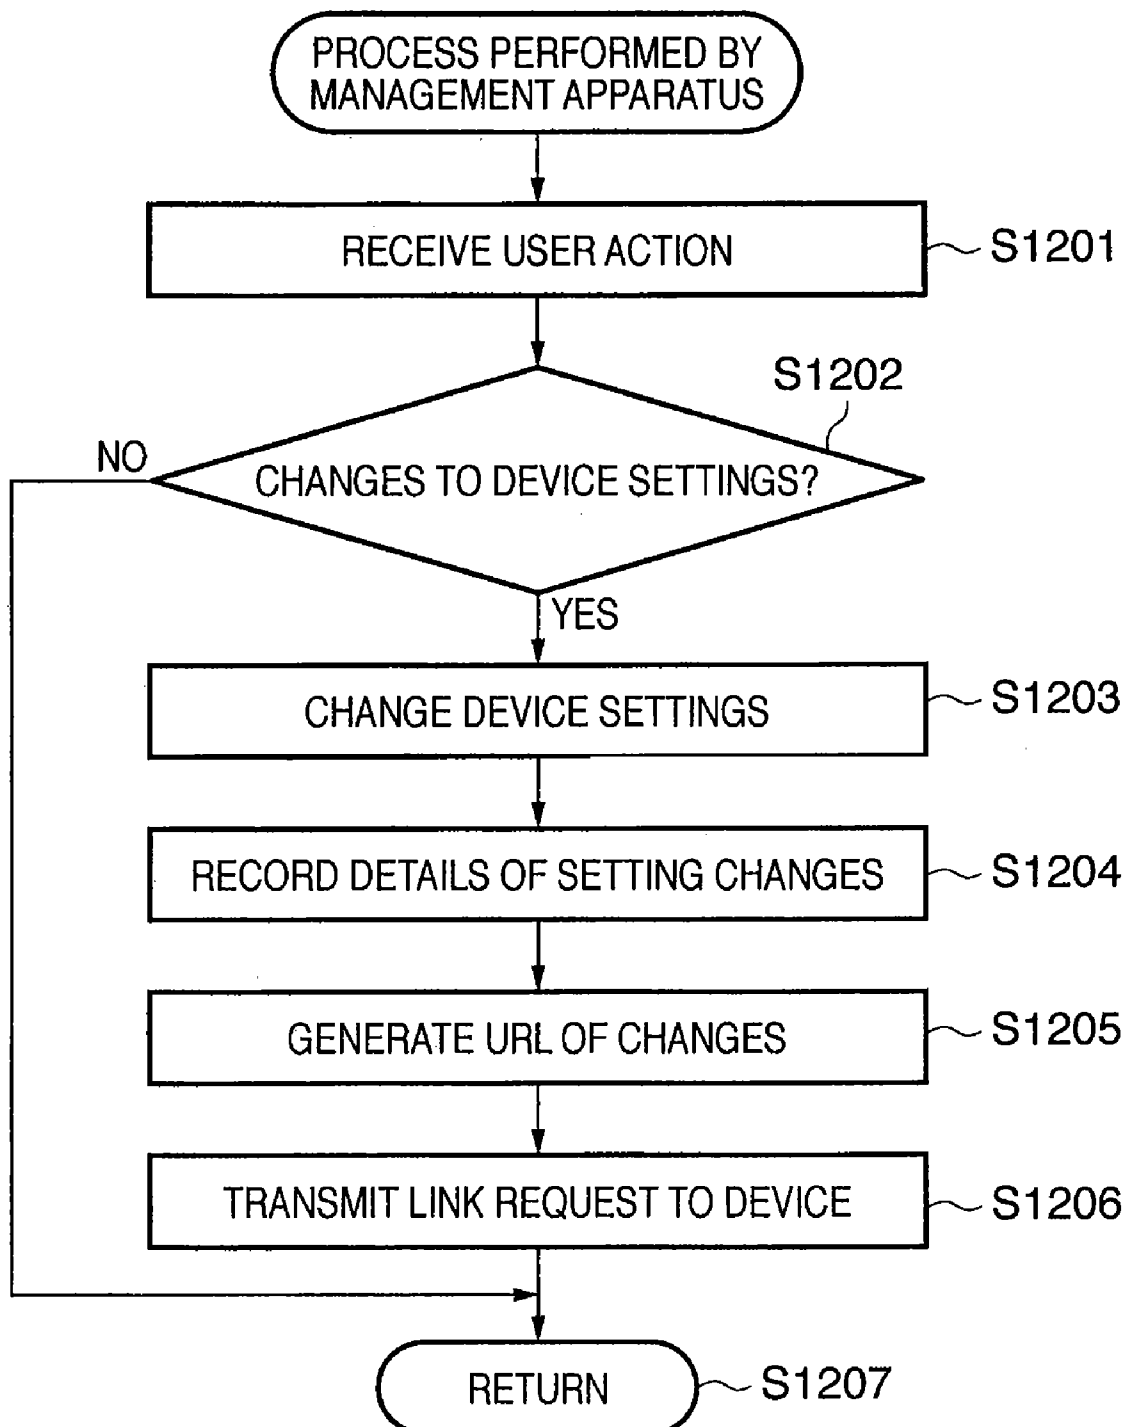 PROCESS PERFORMED BY
MANAGEMENT APPARATUS
RECEIVE USER ACTION
S1201
S1202
NO
CHANGES TO DEVICE SETTINGS?
YES
CHANGE DEVICE SETTINGS
S1203
RECORD DETAILS OF SETTING CHANGES
S1204
GENERATE URL OF CHANGES
S1205
TRANSMIT LINK REQUEST TO DEVICE
S1206
RETURN
S1207